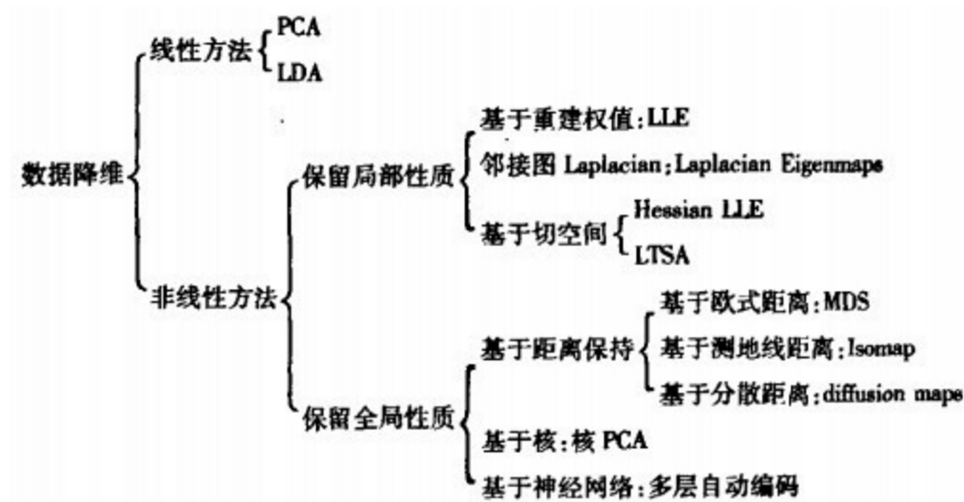 PCA
线性方法
LDA
基于重建权值:LLE
保留局部性质
邻接图 Laplacian:Laplacian Eigenmaps
数据降维
Hessian LLE
基于切空间
LTSA
非线性方法
基于欧式距离:MDS
基于距离保持
基于测地线距离:Isomap
基于分散距离:diffusion maps
保留全局性质
基于核:核 PCA
基于神经网络:多层自动编码